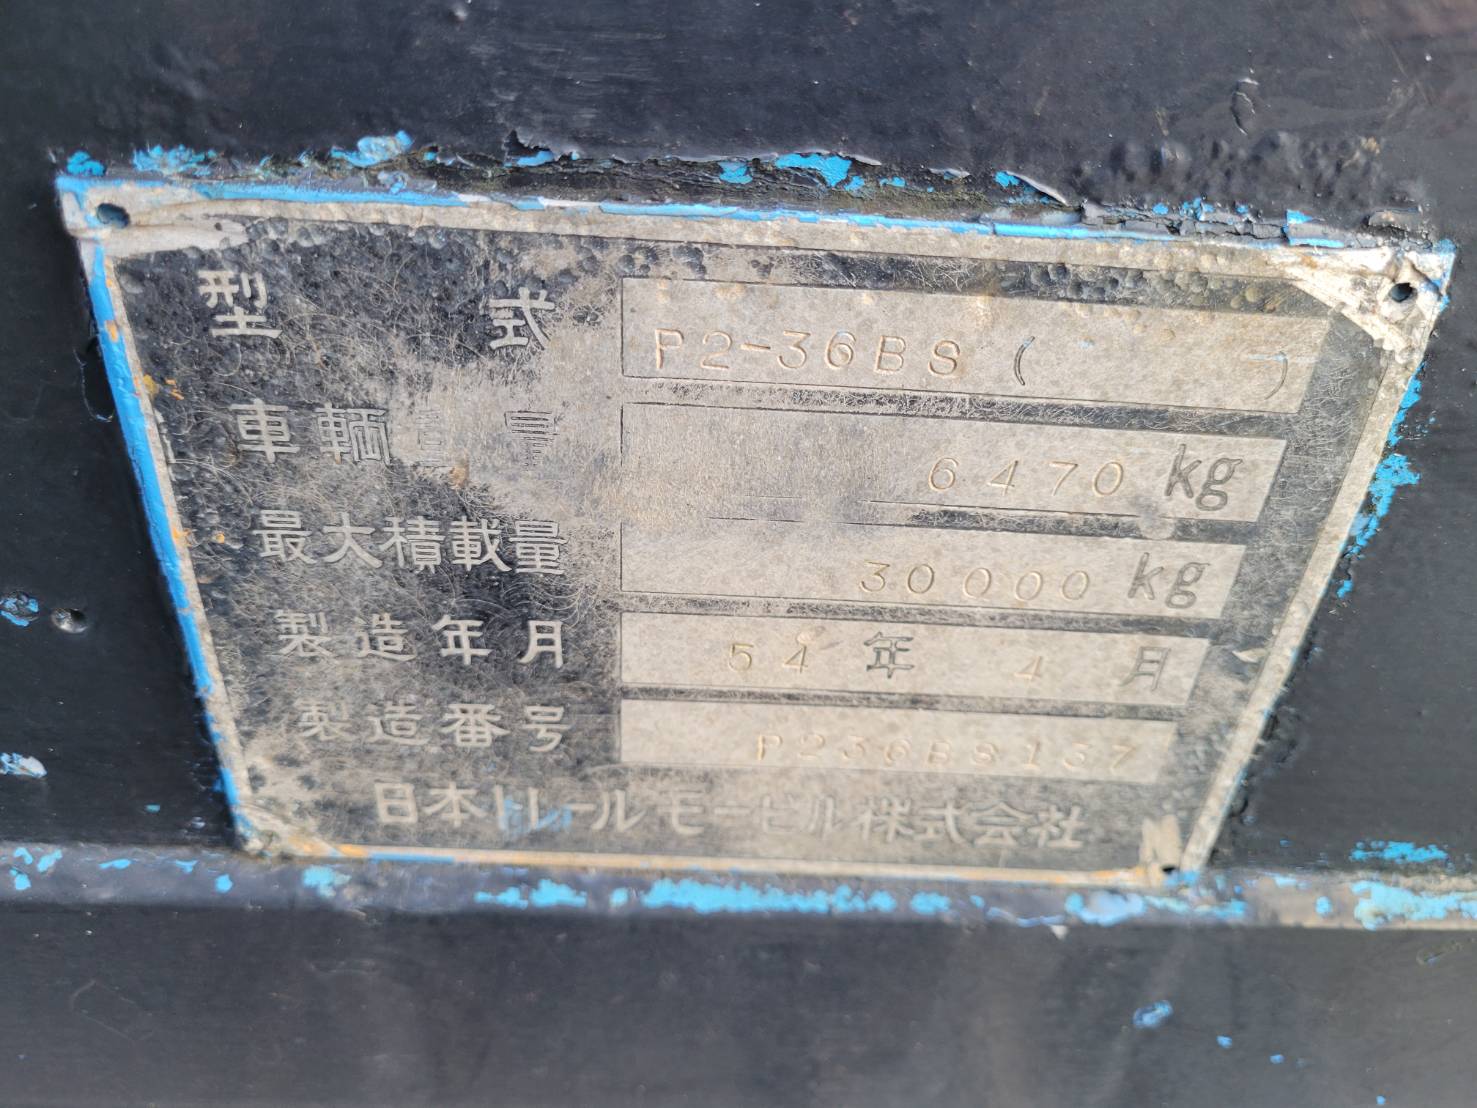 型式 P2-36BS ( )
車輌重量 6470 kg
最大積載量 30000 kg
製造年月 54年 4月
製造番号 P236BS137
日本トレールモービル株式会社